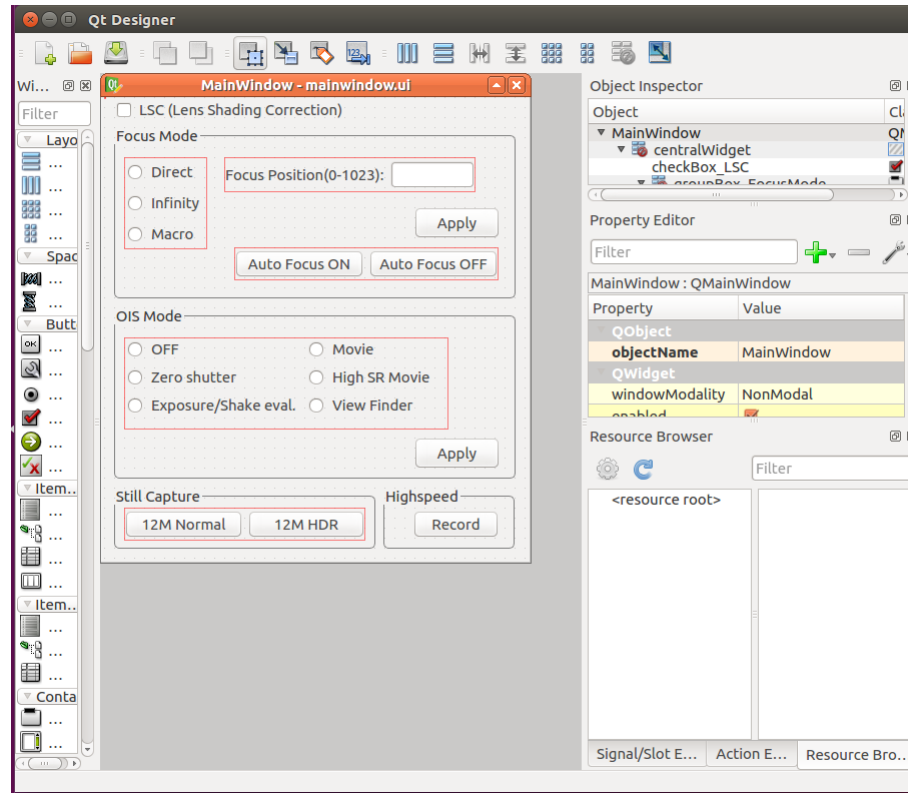 Qt Designer
Wi...
Filter
Layo
...
...
...
...
Spac
...
...
Butt
OK ...
...
...
...
...
...
Item..
...
...
...
...
Item..
...
...
...
Conta
...
...
MainWindow - mainwindow.ui
LSC (Lens Shading Correction)
Focus Mode
Direct
Infinity
Macro
Focus Position(0-1023):
Apply
Auto Focus ON Auto Focus OFF
OIS Mode
OFF Movie
Zero shutter High SR Movie
Exposure/Shake eval. View Finder
Apply
Still Capture
12M Normal 12M HDR
Highspeed
Record
Object Inspector
Object Cl
MainWindow
centralWidget
checkBox_LSC
groupBox_FocusMode
Property Editor
Filter
MainWindow : QMainWindow
Property Value
QObject
objectName MainWindow
QWidget
windowModality NonModal
enabled
Resource Browser
Filter
<resource root>
Signal/Slot E... Action E... Resource Bro...